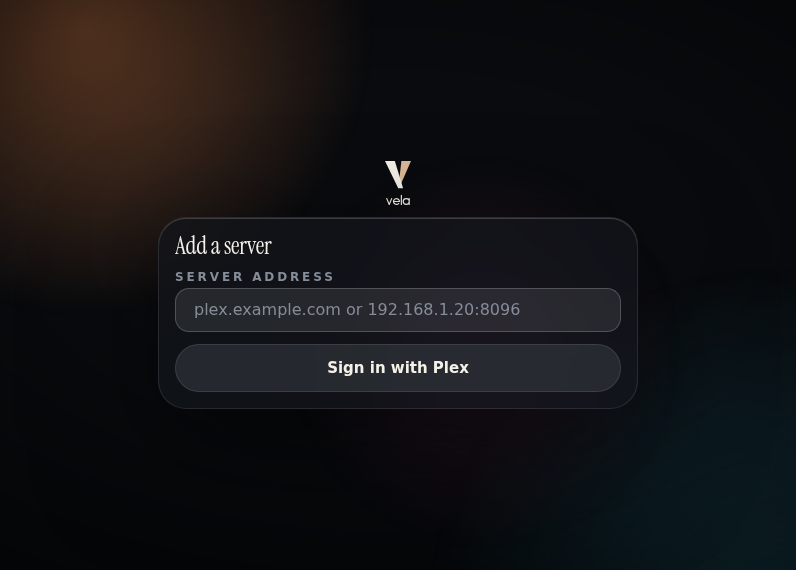 vela
Add a server
SERVER ADDRESS
plex.example.com or 192.168.1.20:8096
Sign in with Plex